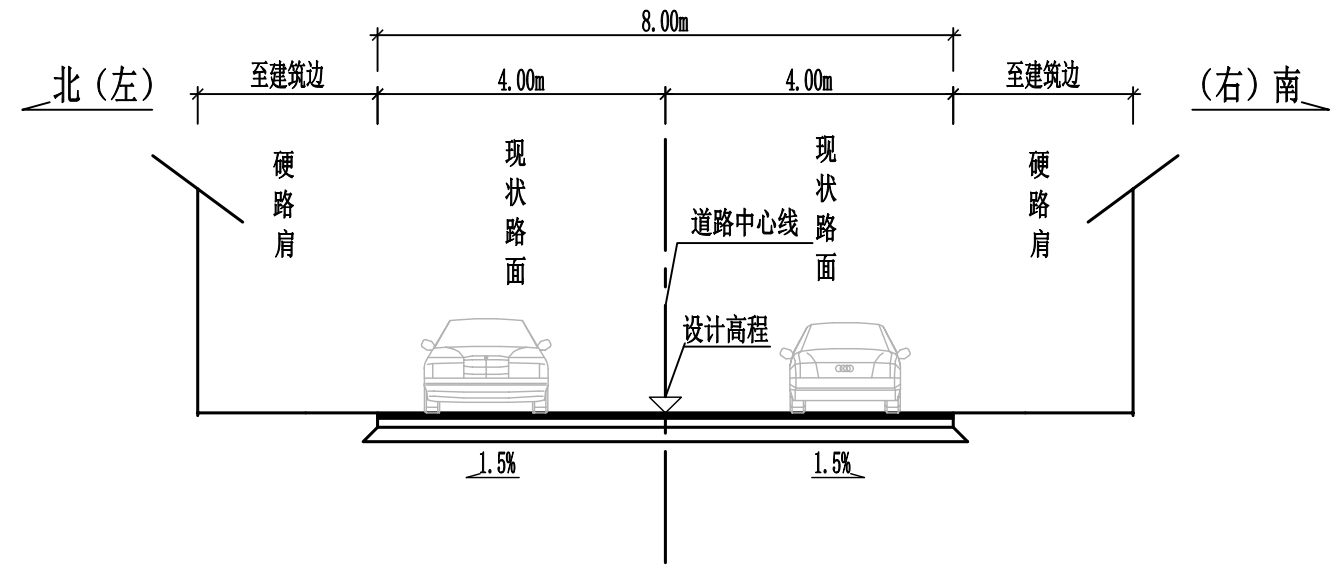 8.00m
北（左）
至建筑边
4.00m
4.00m
至建筑边
（右）南
硬路肩
现状路面
现状路面
硬路肩
道路中心线
设计高程
1.5%
1.5%